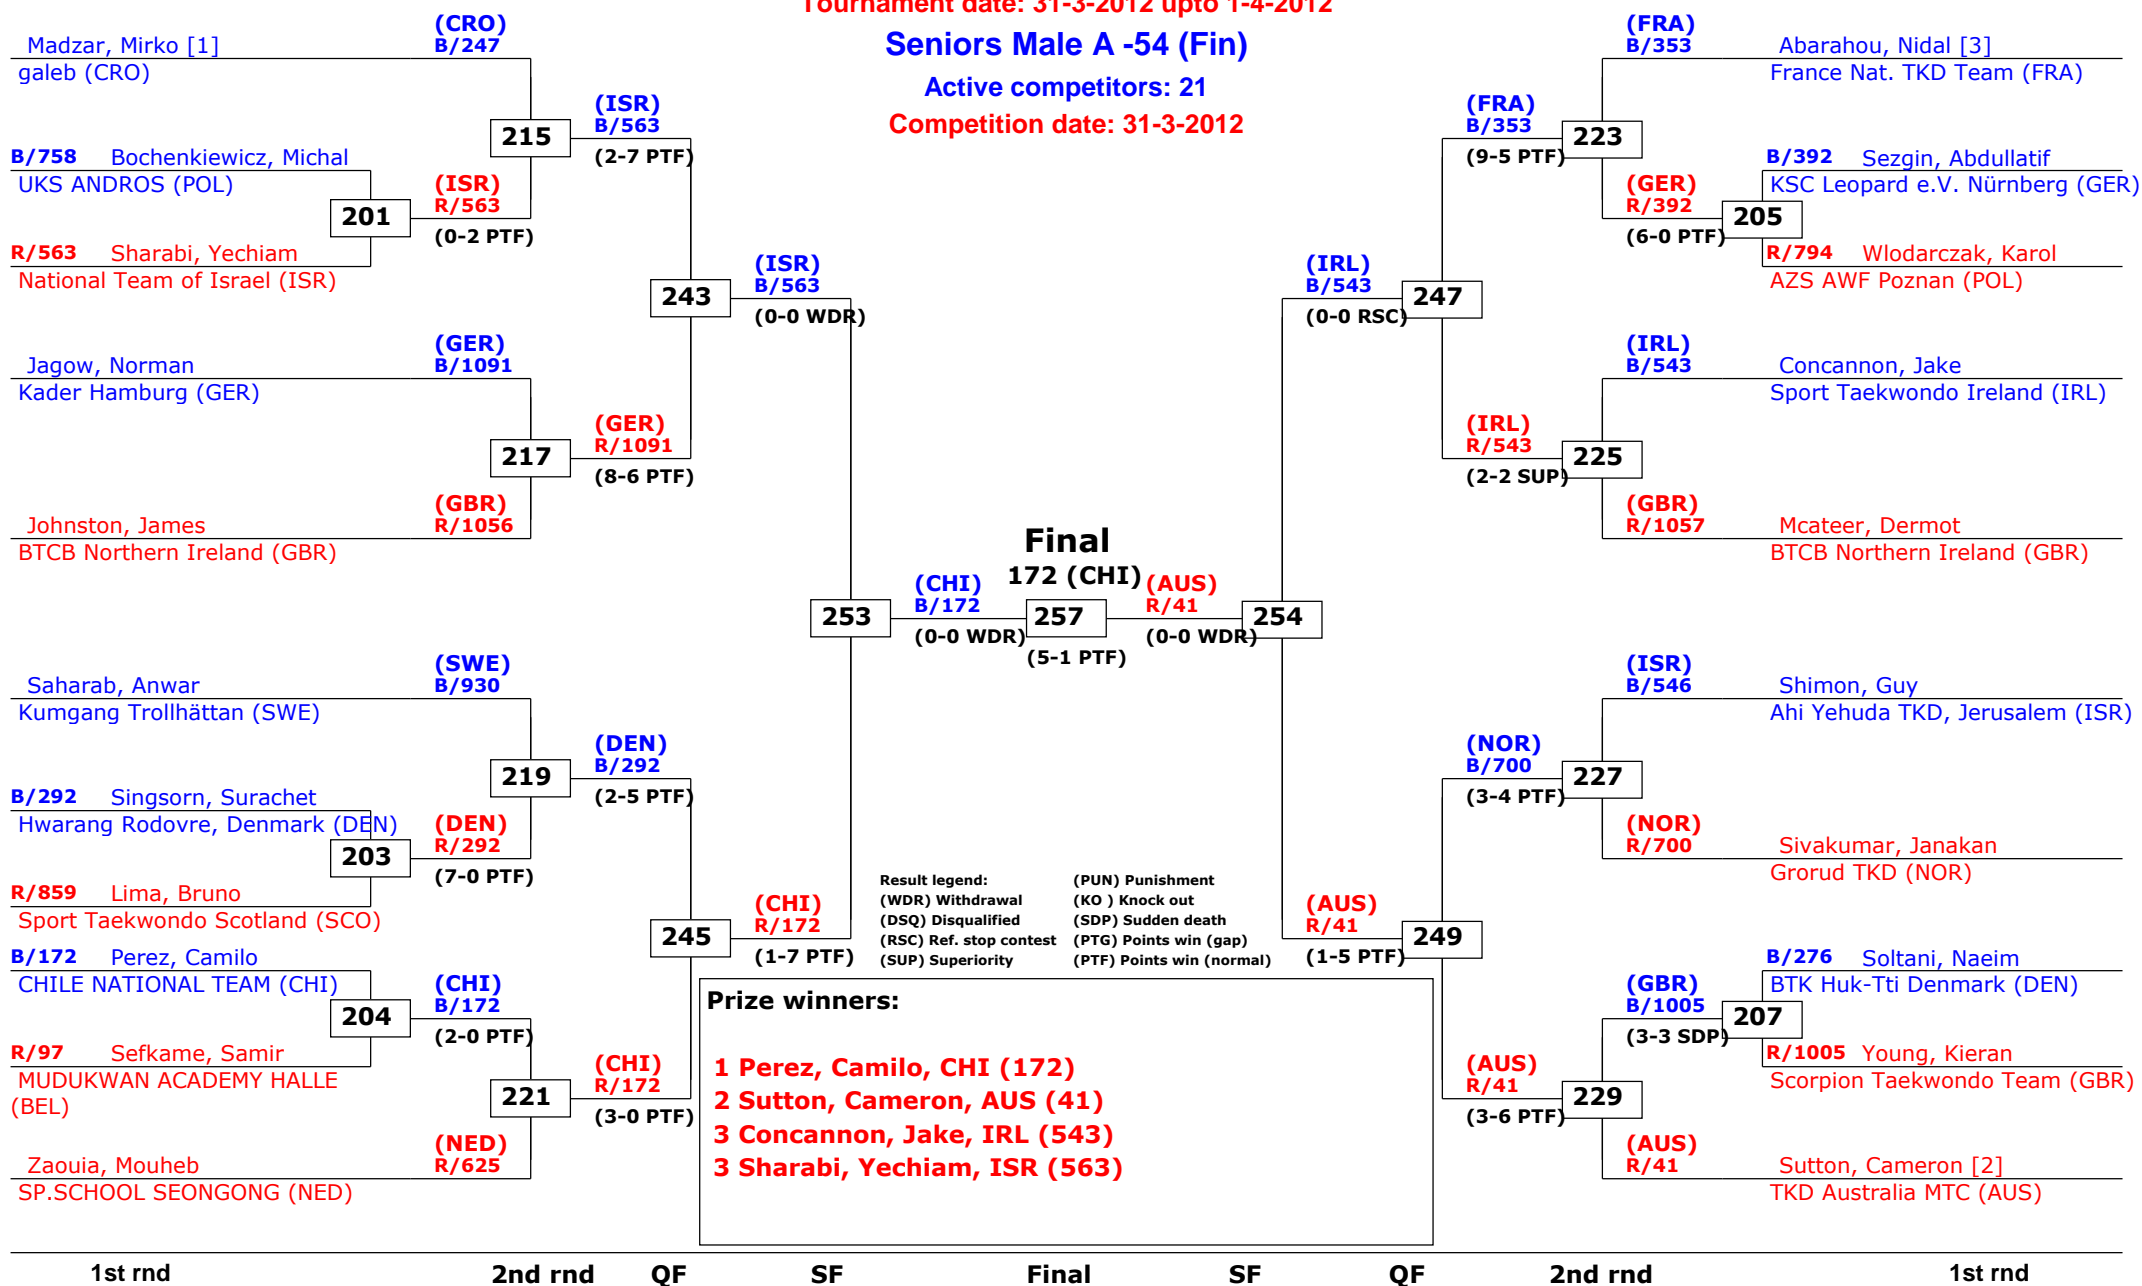 Tournament date: 31-3-2012 upto 1-4-2012
Seniors Male A -54 (Fin)
Active competitors: 21
Competition date: 31-3-2012
Madzar, Mirko [1]
galeb (CRO)
(CRO)
B/247
B/758 Bochenkiewicz, Michal
UKS ANDROS (POL)
201
R/563 Sharabi, Yechiam
National Team of Israel (ISR)
(ISR)
R/563
(0-2 PTF)
215
(ISR)
B/563
(2-7 PTF)
Jagow, Norman
Kader Hamburg (GER)
(GER)
B/1091
217
Johnston, James
BTCB Northern Ireland (GBR)
(GBR)
R/1056
(GER)
R/1091
(8-6 PTF)
243
(ISR)
B/563
(0-0 WDR)
Saharab, Anwar
Kumgang Trollhättan (SWE)
(SWE)
B/930
B/292 Singsorn, Surachet
Hwarang Rodovre, Denmark (DEN)
203
R/859 Lima, Bruno
Sport Taekwondo Scotland (SCO)
(DEN)
R/292
(7-0 PTF)
219
(DEN)
B/292
(2-5 PTF)
B/172 Perez, Camilo
CHILE NATIONAL TEAM (CHI)
204
R/97 Sefkame, Samir
MUDUKWAN ACADEMY HALLE
(BEL)
(CHI)
B/172
(2-0 PTF)
221
Zaouia, Mouheb
SP.SCHOOL SEONGONG (NED)
(NED)
R/625
(CHI)
R/172
(3-0 PTF)
245
(CHI)
R/172
(1-7 PTF)
253
(CHI)
B/172
(0-0 WDR)
Final
172 (CHI)
257
(5-1 PTF)
(AUS)
R/41
(0-0 WDR)
254
(FRA)
B/353
Abarahou, Nidal [3]
France Nat. TKD Team (FRA)
223
(FRA)
B/353
(9-5 PTF)
B/392 Sezgin, Abdullatif
KSC Leopard e.V. Nürnberg (GER)
205
R/794 Wlodarczak, Karol
AZS AWF Poznan (POL)
(GER)
R/392
(6-0 PTF)
(IRL)
B/543
(0-0 RSC)
247
(IRL)
B/543
Concannon, Jake
Sport Taekwondo Ireland (IRL)
225
(IRL)
R/543
(2-2 SUP)
(GBR)
R/1057
Mcateer, Dermot
BTCB Northern Ireland (GBR)
(ISR)
B/546
Shimon, Guy
Ahi Yehuda TKD, Jerusalem (ISR)
227
(NOR)
B/700
(3-4 PTF)
(NOR)
R/700
Sivakumar, Janakan
Grorud TKD (NOR)
249
(AUS)
R/41
(1-5 PTF)
B/276 Soltani, Naeim
BTK Huk-Tti Denmark (DEN)
207
R/1005 Young, Kieran
Scorpion Taekwondo Team (GBR)
(GBR)
B/1005
(3-3 SDP)
229
(AUS)
R/41
(3-6 PTF)
(AUS)
R/41
Sutton, Cameron [2]
TKD Australia MTC (AUS)
Result legend: (PUN) Punishment
(WDR) Withdrawal (KO ) Knock out
(DSQ) Disqualified (SDP) Sudden death
(RSC) Ref. stop contest (PTG) Points win (gap)
(SUP) Superiority (PTF) Points win (normal)
Prize winners:
1 Perez, Camilo, CHI (172)
2 Sutton, Cameron, AUS (41)
3 Concannon, Jake, IRL (543)
3 Sharabi, Yechiam, ISR (563)
1st rnd 2nd rnd QF SF Final SF QF 2nd rnd 1st rnd